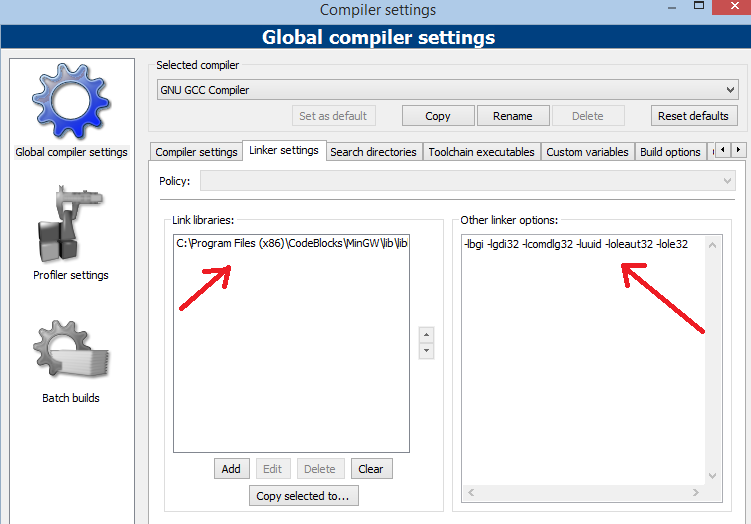 Compiler settings
Global compiler settings
Global compiler settings
Profiler settings
Batch builds
Selected compiler
GNU GCC Compiler
Set as default Copy Rename Delete Reset defaults
Compiler settings Linker settings Search directories Toolchain executables Custom variables Build options
Policy:
Link libraries:
C:\Program Files (x86)\CodeBlocks\MinGW\lib\lib
Add Edit Delete Clear
Copy selected to...
Other linker options:
-lbgi -lgdi32 -lcomdlg32 -luuid -loleaut32 -lole32